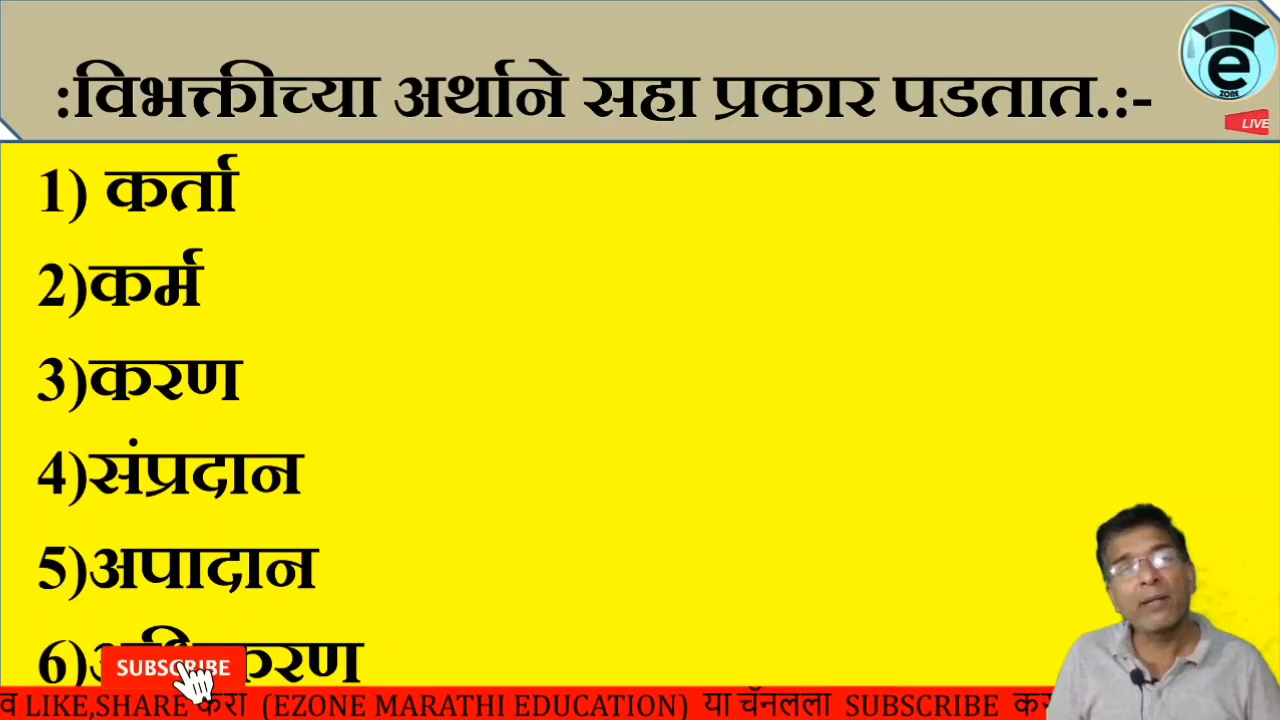 :विभक्तीच्या अर्थाने सहा प्रकार पडतात.:-
e
ZONE
LIVE
1) कर्ता
2)कर्म
3)करण
4)संप्रदान
5)अपादान
6)
SUBSCRIBE
व LIKE,SHARE करा (EZONE MARATHI EDUCATION) या चॅनलला SUBSCRIBE